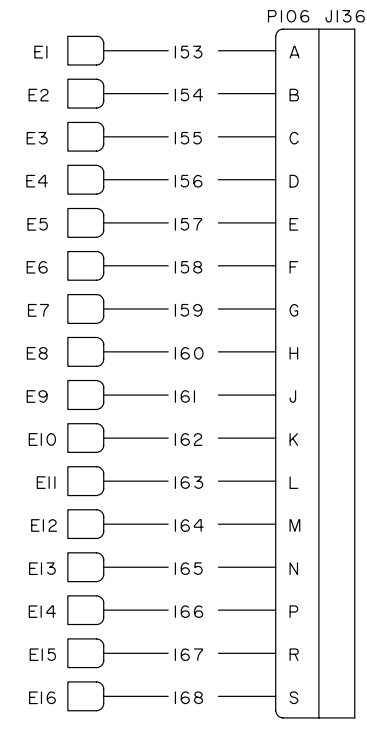 P106 J136
E1 153 A
E2 154 B
E3 155 C
E4 156 D
E5 157 E
E6 158 F
E7 159 G
E8 160 H
E9 161 J
E10 162 K
E11 163 L
E12 164 M
E13 165 N
E14 166 P
E15 167 R
E16 168 S